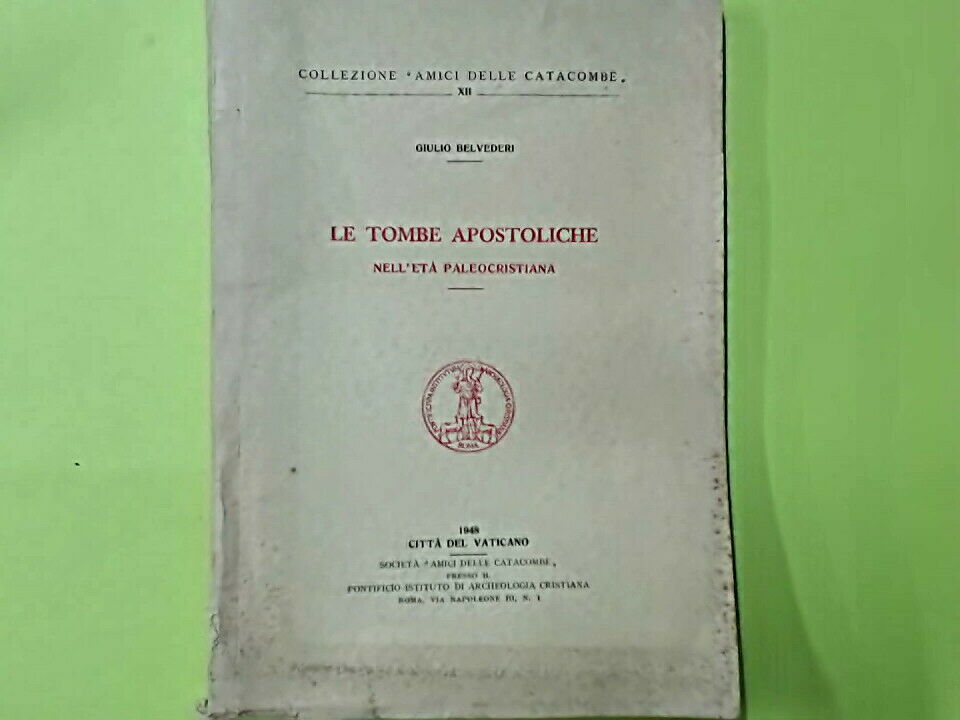 COLLEZIONE "AMICI DELLE CATACOMBE"
XII
GIULIO BELVEDERI
LE TOMBE APOSTOLICHE
NELL'ETÀ PALEOCRISTIANA
ROMA
1948
CITTÀ DEL VATICANO
SOCIETÀ "AMICI DELLE CATACOMBE"
PRESSO IL
PONTIFICIO ISTITUTO DI ARCHEOLOGIA CRISTIANA
ROMA, VIA NAPOLEONE III, N. 1